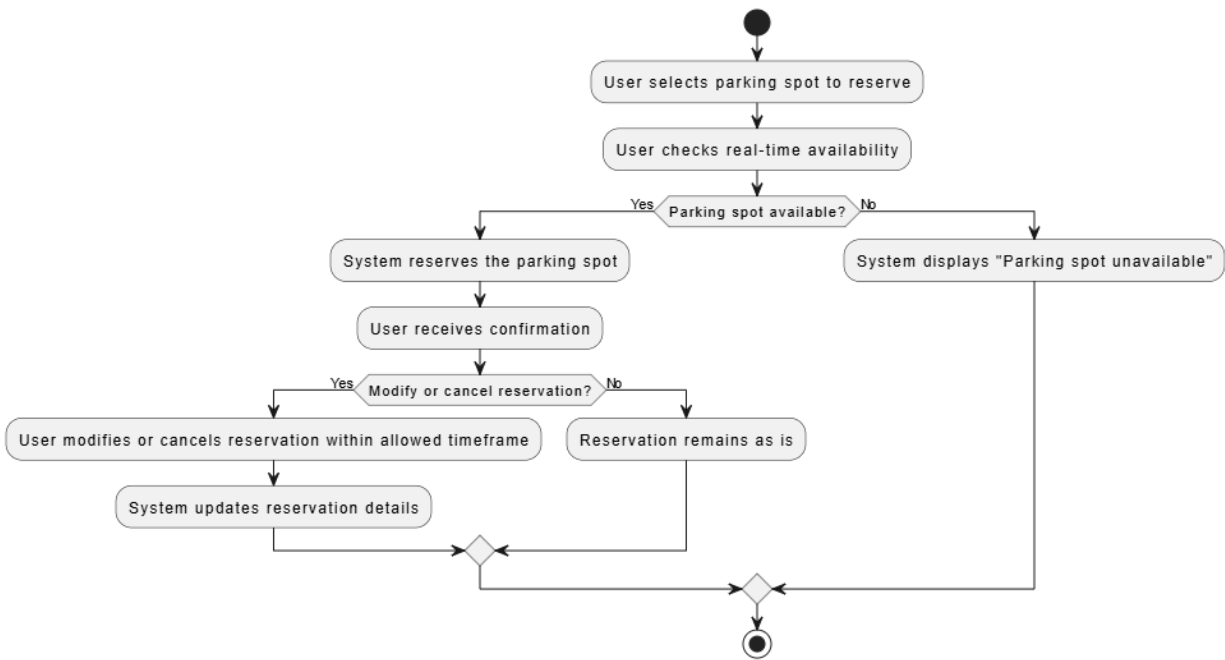 User selects parking spot to reserve
User checks real-time availability
Yes
Parking spot available?
No
System reserves the parking spot
System displays "Parking spot unavailable"
User receives confirmation
Yes
Modify or cancel reservation?
No
User modifies or cancels reservation within allowed timeframe
Reservation remains as is
System updates reservation details